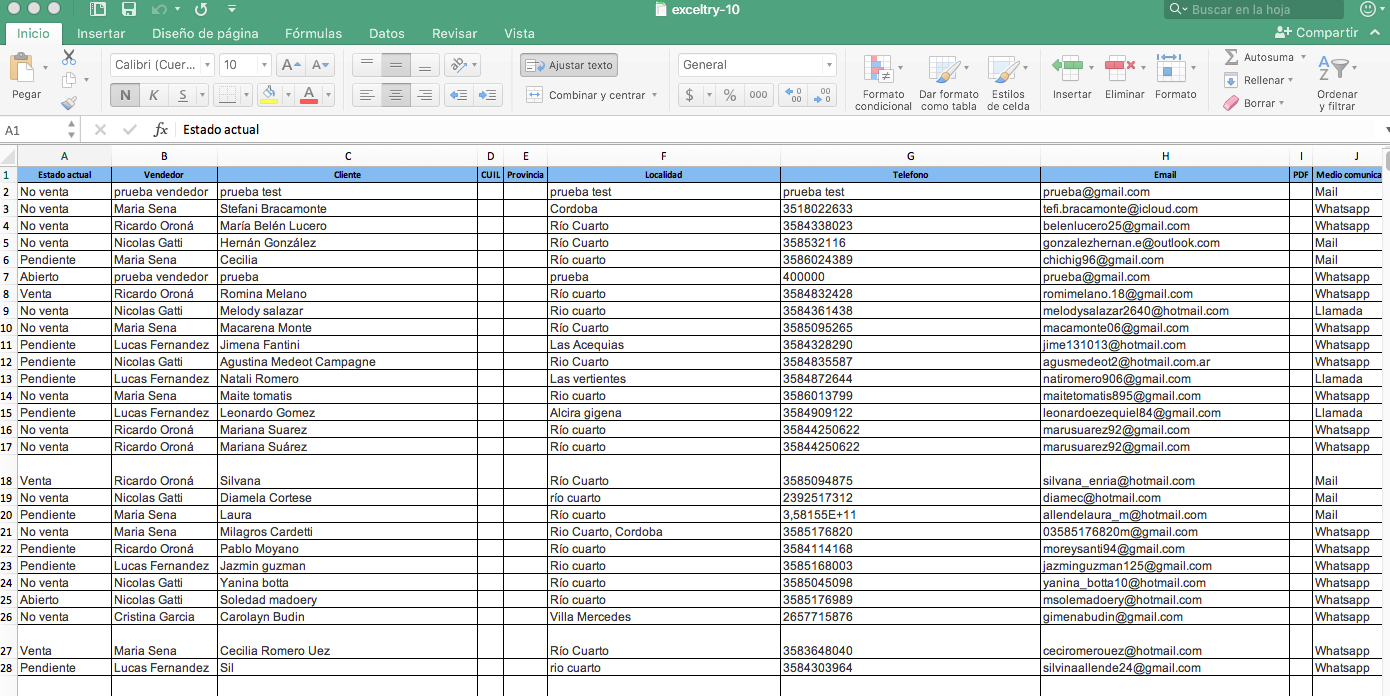 exceltry-10
Buscar en la hoja
Inicio Insertar Diseño de página Fórmulas Datos Revisar Vista Compartir
Pegar
Calibri (Cuer... 10 A A
N K S A
Ajustar texto
Combinar y centrar
General
$ % 000
Formato condicional
Dar formato como tabla
Estilos de celda
Insertar Eliminar Formato
Autosuma
Rellenar
Borrar
Ordenar y filtrar
A1 fx Estado actual
A B C D E F G H I J
1 Estado actual Vendedor Cliente CUIL Provincia Localidad Telefono Email PDF Medio comunica
2 No venta prueba vendedor prueba test prueba test prueba test prueba@gmail.com Mail
3 No venta Maria Sena Stefani Bracamonte Cordoba 3518022633 tefi.bracamonte@icloud.com Whatsapp
4 No venta Ricardo Oroná María Belén Lucero Río Cuarto 3584338023 belenlucero25@gmail.com Whatsapp
5 No venta Nicolas Gatti Hernán González Río Cuarto 358532116 gonzalezhernan.e@outlook.com Mail
6 Pendiente Maria Sena Cecilia Río cuarto 3586024389 chichig96@gmail.com Mail
7 Abierto prueba vendedor prueba prueba 400000 prueba@gmail.com Whatsapp
8 Venta Ricardo Oroná Romina Melano Río cuarto 3584832428 romimelano.18@gmail.com Whatsapp
9 No venta Nicolas Gatti Melody salazar Rio cuarto 3584361438 melodysalazar2640@hotmail.com Llamada
10 No venta Maria Sena Macarena Monte Río Cuarto 3585095265 macamonte06@gmail.com Whatsapp
11 Pendiente Lucas Fernandez Jimena Fantini Las Acequias 3584328290 jime131013@hotmail.com Whatsapp
12 Pendiente Nicolas Gatti Agustina Medeot Campagne Rio Cuarto 3584835587 agusmedeot2@hotmail.com.ar Whatsapp
13 Pendiente Lucas Fernandez Natali Romero Las vertientes 3584872644 natiromero906@gmail.com Llamada
14 No venta Maria Sena Maite tomatis Rio cuarto 3586013799 maitetomatis895@gmail.com Whatsapp
15 Pendiente Lucas Fernandez Leonardo Gomez Alcira gigena 3584909122 leonardoezequiel84@gmail.com Llamada
16 No venta Ricardo Oroná Mariana Suarez Río cuarto 35844250622 marusuarez92@gmail.com Whatsapp
17 No venta Ricardo Oroná Mariana Suárez Río cuarto 35844250622 marusuarez92@gmail.com Whatsapp
18 Venta Ricardo Oroná Silvana Río Cuarto 3585094875 silvana_enria@hotmail.com Mail
19 No venta Nicolas Gatti Diamela Cortese río cuarto 2392517312 diamec@hotmail.com Mail
20 Pendiente Maria Sena Laura Río cuarto 3,58155E+11 allendelaura_m@hotmail.com Mail
21 No venta Maria Sena Milagros Cardetti Rio Cuarto, Cordoba 3585176820 03585176820m@gmail.com Whatsapp
22 Pendiente Ricardo Oroná Pablo Moyano Río cuarto 3584114168 moreysanti94@gmail.com Whatsapp
23 Pendiente Lucas Fernandez Jazmin guzman Rio cuarto 3585168003 jazminguzman125@gmail.com Whatsapp
24 No venta Nicolas Gatti Yanina botta Río cuarto 3585045098 yanina_botta10@hotmail.com Whatsapp
25 Abierto Nicolas Gatti Soledad madoery Río cuarto 3585176989 msolemadoery@hotmail.com Whatsapp
26 No venta Cristina Garcia Carolayn Budin Villa Mercedes 2657715876 gimenabudin@gmail.com Whatsapp
27 Venta Maria Sena Cecilia Romero Uez Río Cuarto 3583648040 ceciromerouez@hotmail.com Whatsapp
28 Pendiente Lucas Fernandez Sil rio cuarto 3584303964 silvinaallende24@gmail.com Whatsapp